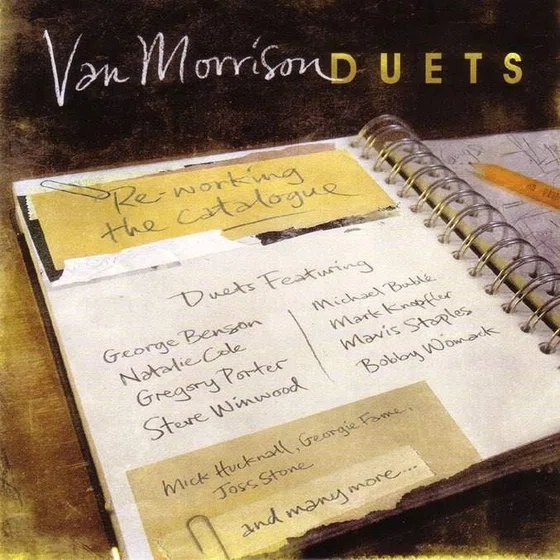 Van Morrison DUETS
Re-working
the catalogue
Duets Featuring
George Benson
Natalie Cole
Gregory Porter
Steve Winwood
Michael Bublé
Mark Knopfler
Mavis Staples
Bobby Womack
Mick Hucknall, Georgie Fame,
Joss Stone
and many more...